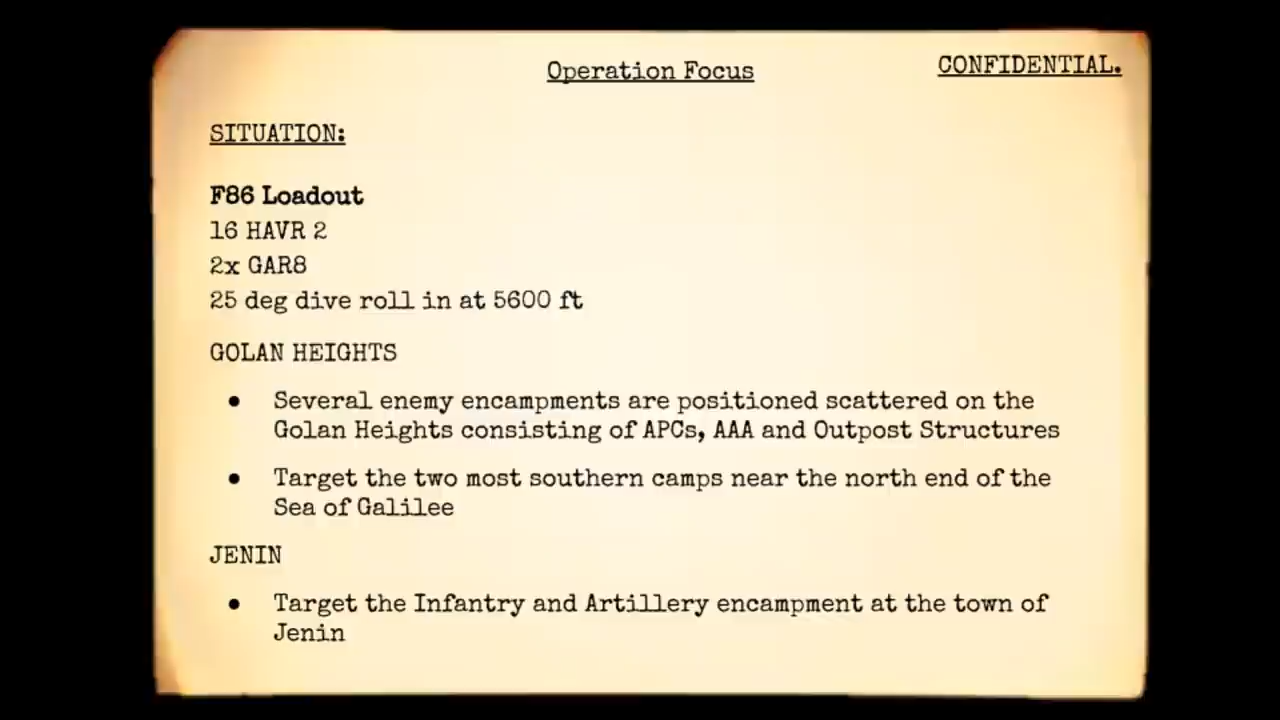 Operation Focus
CONFIDENTIAL.
SITUATION:
F86 Loadout
16 HAVR 2
2x GAR8
25 deg dive roll in at 5600 ft
GOLAN HEIGHTS
● Several enemy encampments are positioned scattered on the
Golan Heights consisting of APCs, AAA and Outpost Structures
● Target the two most southern camps near the north end of the
Sea of Galilee
JENIN
● Target the Infantry and Artillery encampment at the town of
Jenin